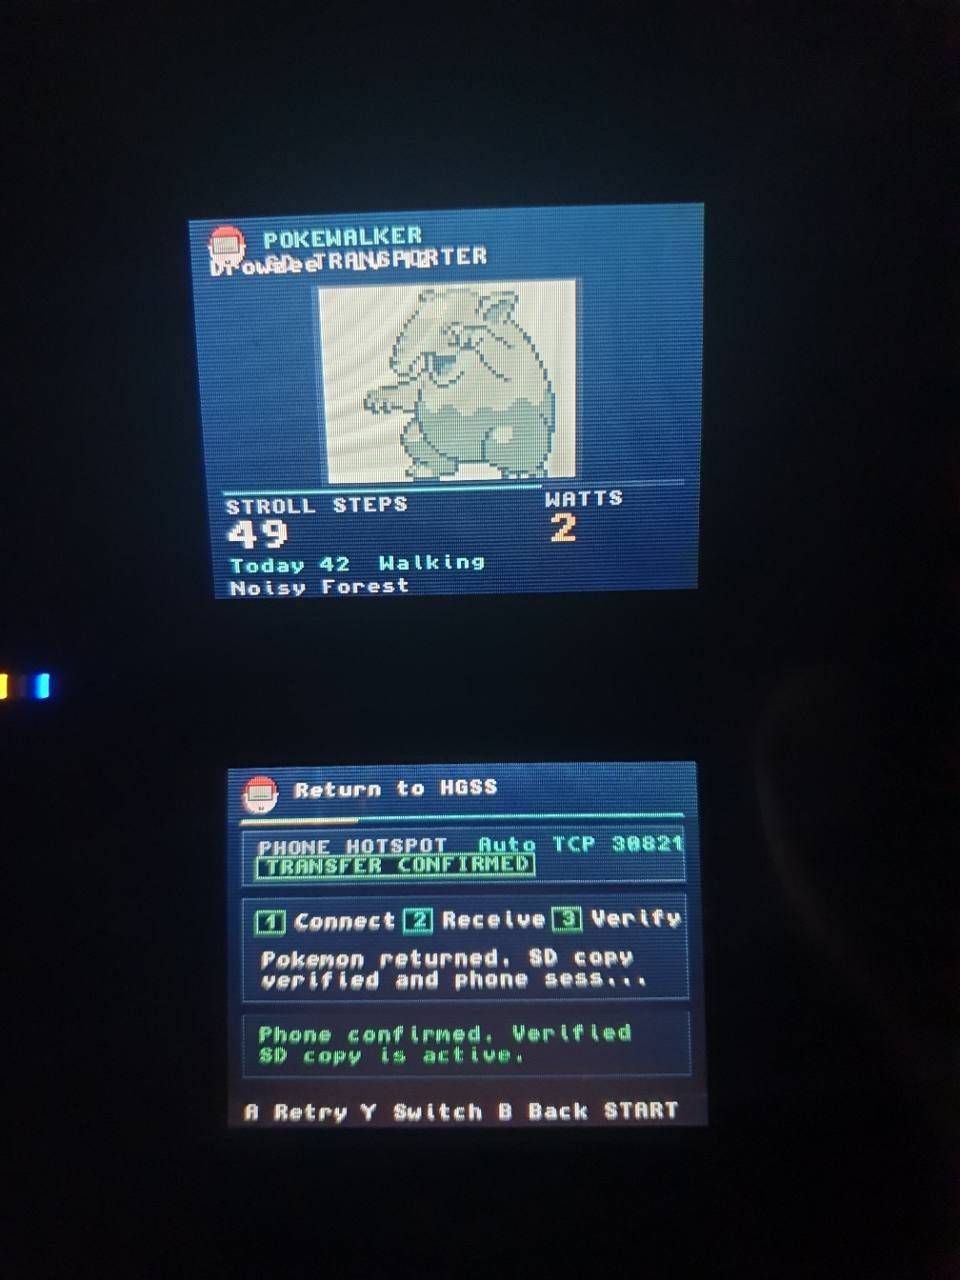 POKEWALKER
SD TRANSPORTER
Drowzee
STROLL STEPS
WATTS
49
2
Today 42 Walking
Noisy Forest
Return to HGSS
PHONE HOTSPOT Auto TCP 30821
TRANSFER CONFIRMED
1 Connect 2 Receive 3 Verify
Pokemon returned. SD copy
verified and phone sess...
Phone confirmed. Verified
SD copy is active.
A Retry Y Switch B Back START